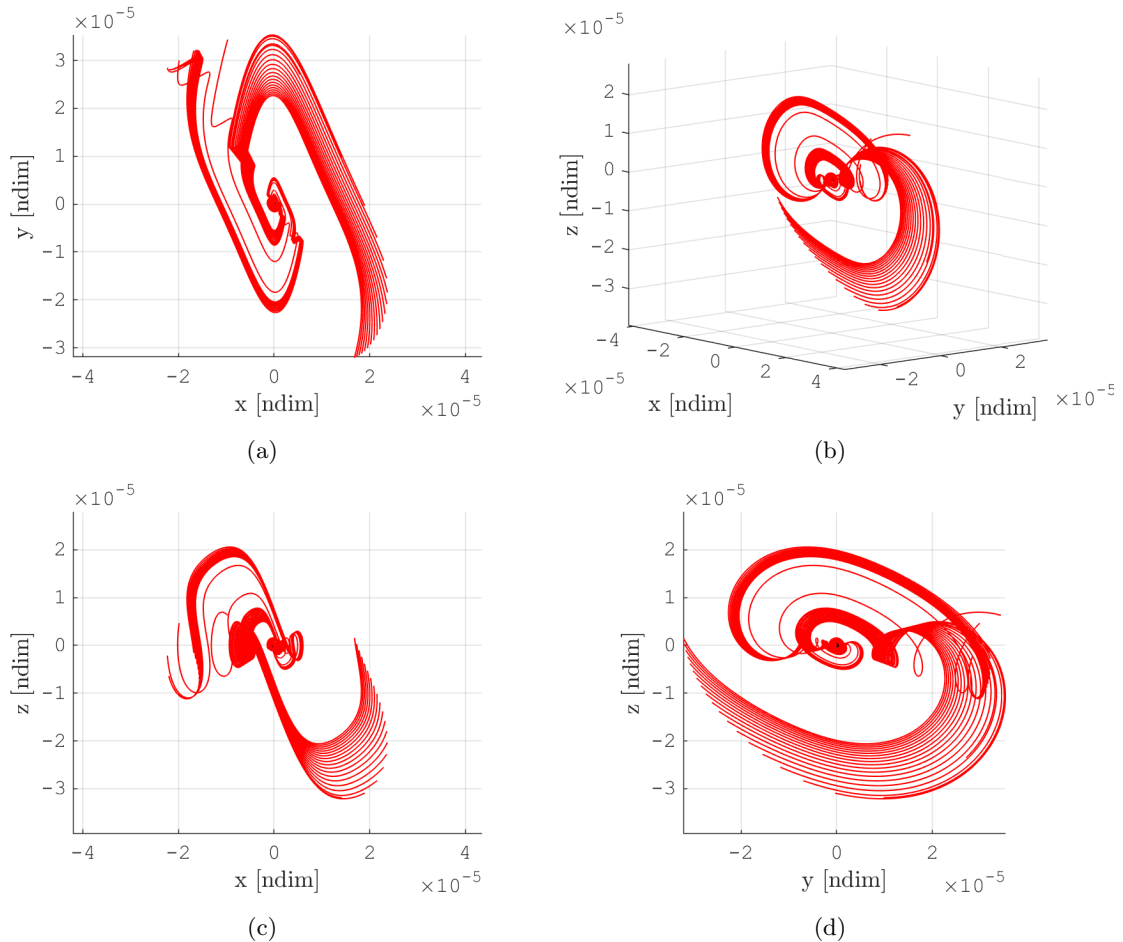 ×10⁻⁵
3
2
1
0
−1
−2
−3
y [ndim]
−4 −2 0 2 4
x [ndim]
×10⁻⁵
(a)
×10⁻⁵
2
1
0
−1
−2
−3
z [ndim]
−4 −2 0 2 4
×10⁻⁵
x [ndim]
−2 0 2
×10⁻⁵
y [ndim]
(b)
×10⁻⁵
2
1
0
−1
−2
−3
z [ndim]
−4 −2 0 2 4
x [ndim]
×10⁻⁵
(c)
×10⁻⁵
2
1
0
−1
−2
−3
z [ndim]
−2 0 2
y [ndim]
×10⁻⁵
(d)